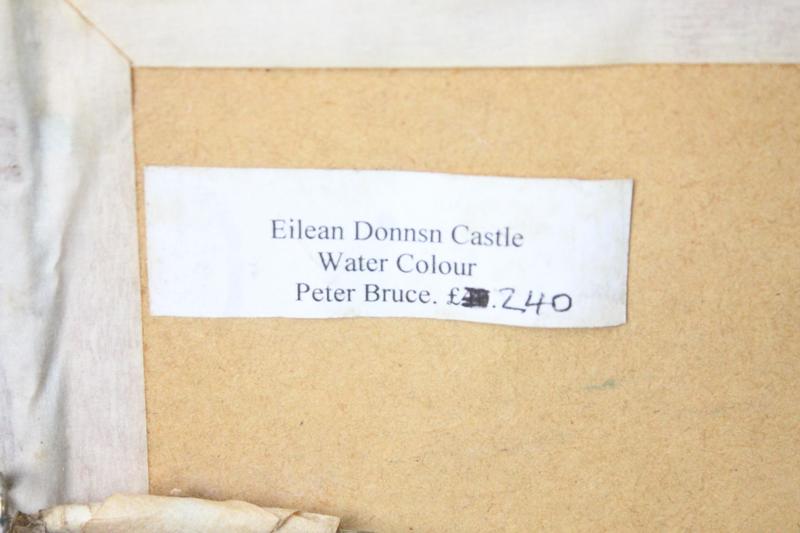 Eilean Donnsn Castle
Water Colour
Peter Bruce. £ .240